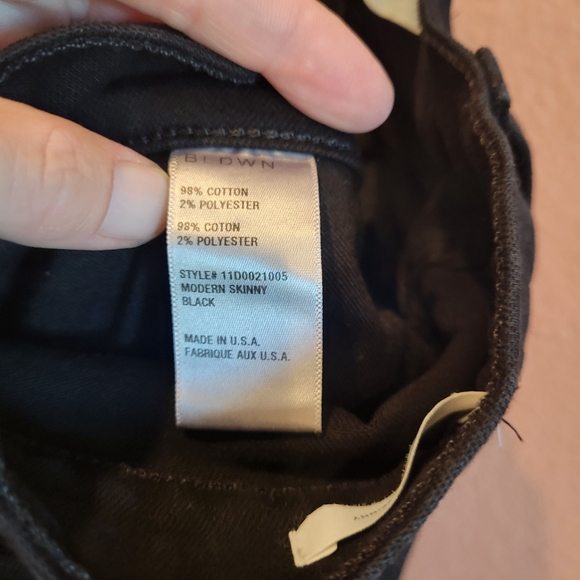 BLDWN
98% COTTON
2% POLYESTER
98% COTON
2% POLYESTER
STYLE# 11D0021005
MODERN SKINNY
BLACK
MADE IN U.S.A.
FABRIQUE AUX U.S.A.